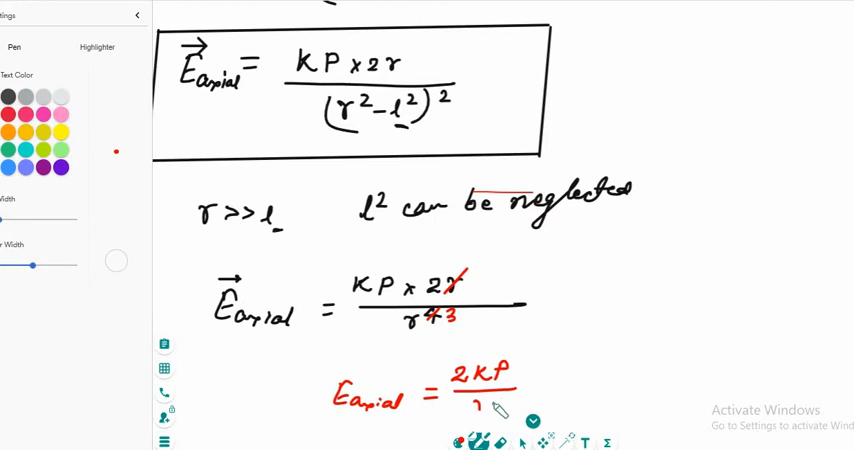 ttings
Pen Highlighter
Text Color
Width
r Width
E⃗axial = KP × 2r / (r² − l²)²
r >> l l² can be neglected
E⃗axial = KP × 2r / r⁴ 3
Eaxial = 2KP / r
T Σ
Activate Windows
Go to Settings to activate Wind